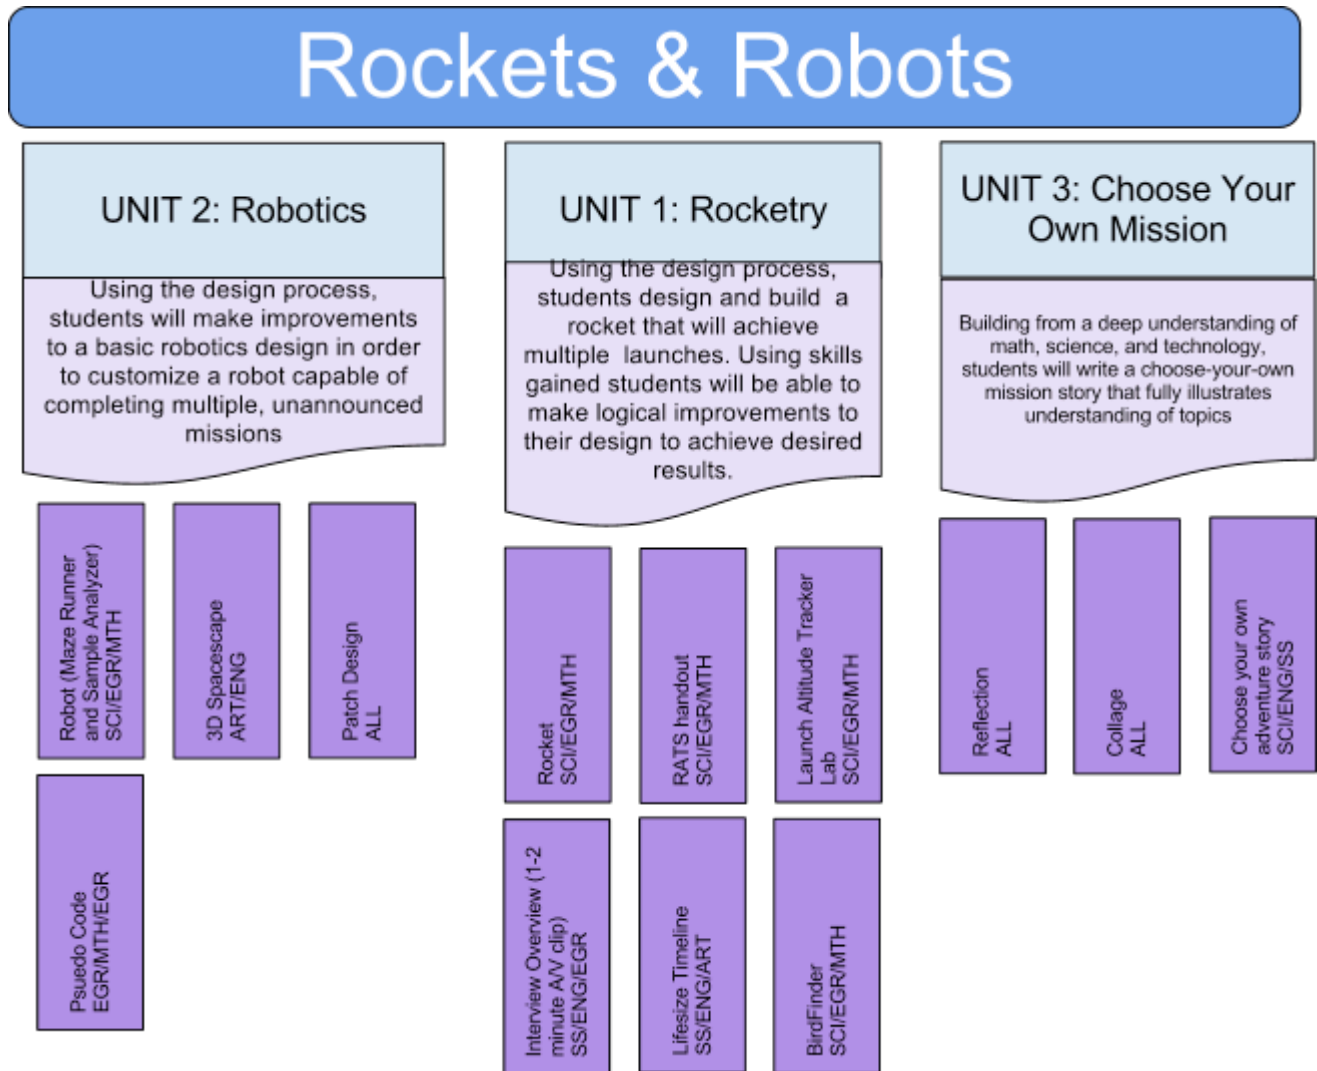 Rockets & Robots
UNIT 2: Robotics
Using the design process,
students will make improvements
to a basic robotics design in order
to customize a robot capable of
completing multiple, unannounced
missions
Robot (Maze Runner
and Sample Analyzer)
SCI/EGR/MTH
3D Spacescape
ART/ENG
Patch Design
ALL
Psuedo Code
EGR/MTH/EGR
UNIT 1: Rocketry
Using the design process,
students design and build a
rocket that will achieve
multiple launches. Using skills
gained students will be able to
make logical improvements to
their design to achieve desired
results.
Rocket
SCI/EGR/MTH
RATS handout
SCI/EGR/MTH
Launch Altitude Tracker
Lab
SCI/EGR/MTH
Interview Overview (1-2
minute A/V clip)
SS/ENG/EGR
Lifesize Timeline
SS/ENG/ART
BirdFinder
SCI/EGR/MTH
UNIT 3: Choose Your
Own Mission
Building from a deep understanding of
math, science, and technology,
students will write a choose-your-own
mission story that fully illustrates
understanding of topics
Reflection
ALL
Collage
ALL
Choose your own
adventure story
SCI/ENG/SS